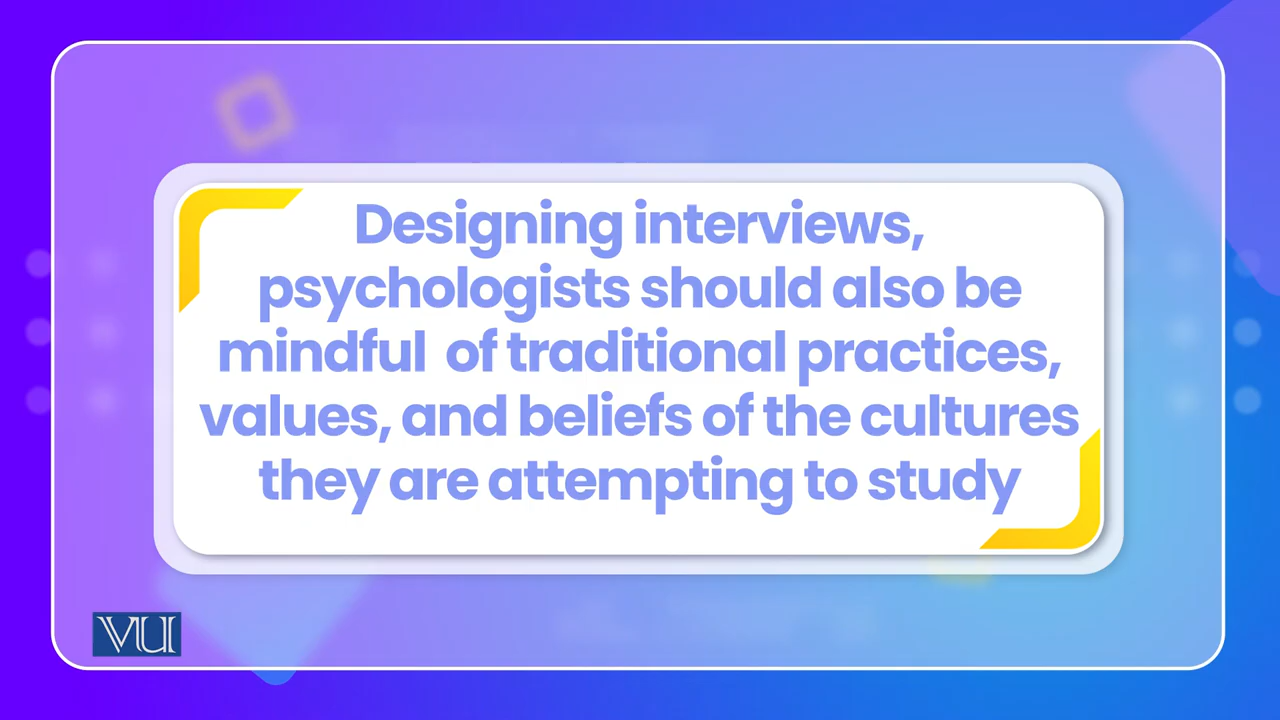 Designing interviews,
psychologists should also be
mindful of traditional practices,
values, and beliefs of the cultures
they are attempting to study
VU